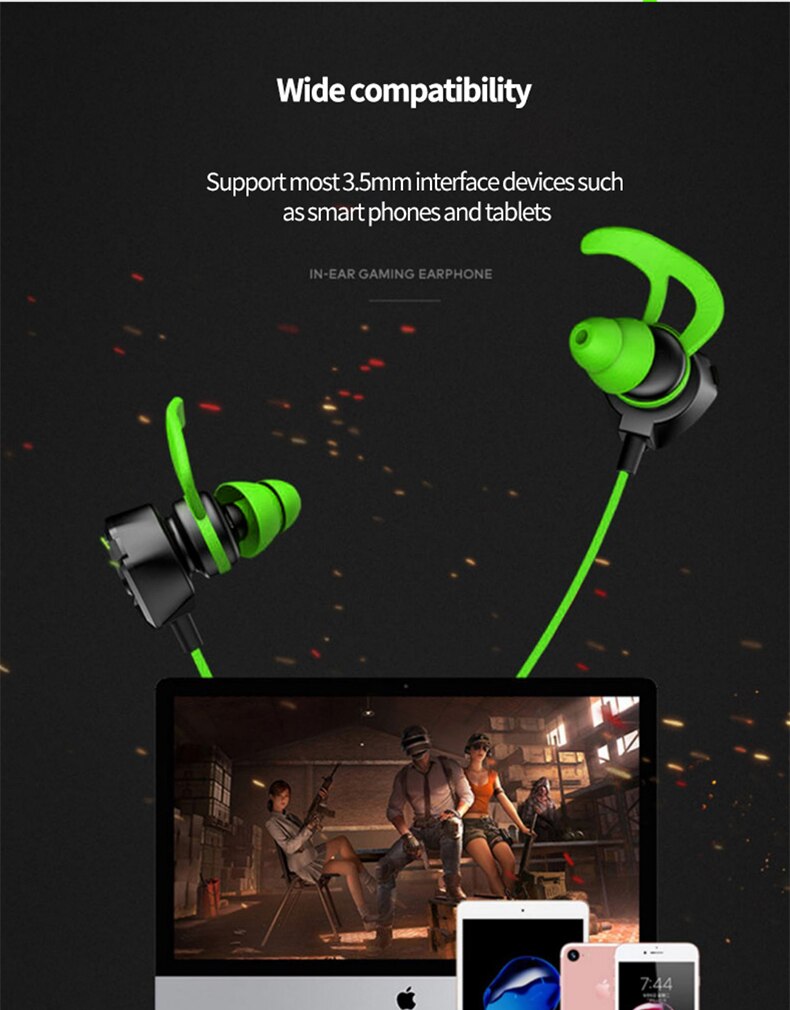 Wide compatibility
Support most 3.5mm interface devices such
as smart phones and tablets
IN-EAR GAMING EARPHONE
7:44